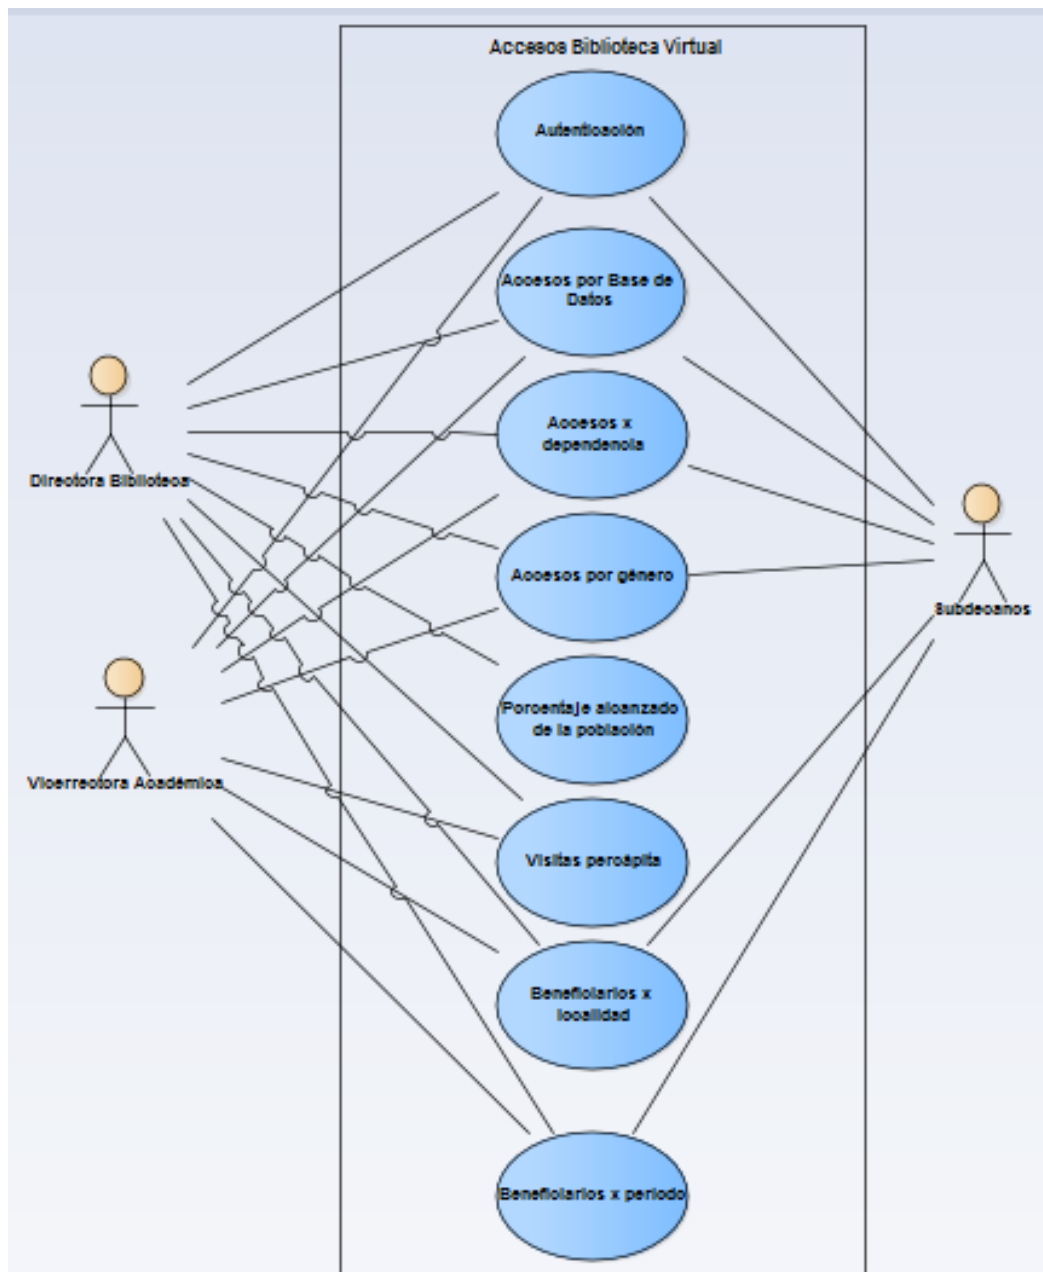 Accesos Biblioteca Virtual
Autenticación
Accesos por Base de
Datos
Accesos x
dependencia
Directora Biblioteca
Accesos por género
Subdecanos
Porcentaje alcanzado
de la población
Vicerrectora Académica
Visitas percápita
Beneficiarios x
localidad
Beneficiarios x periodo